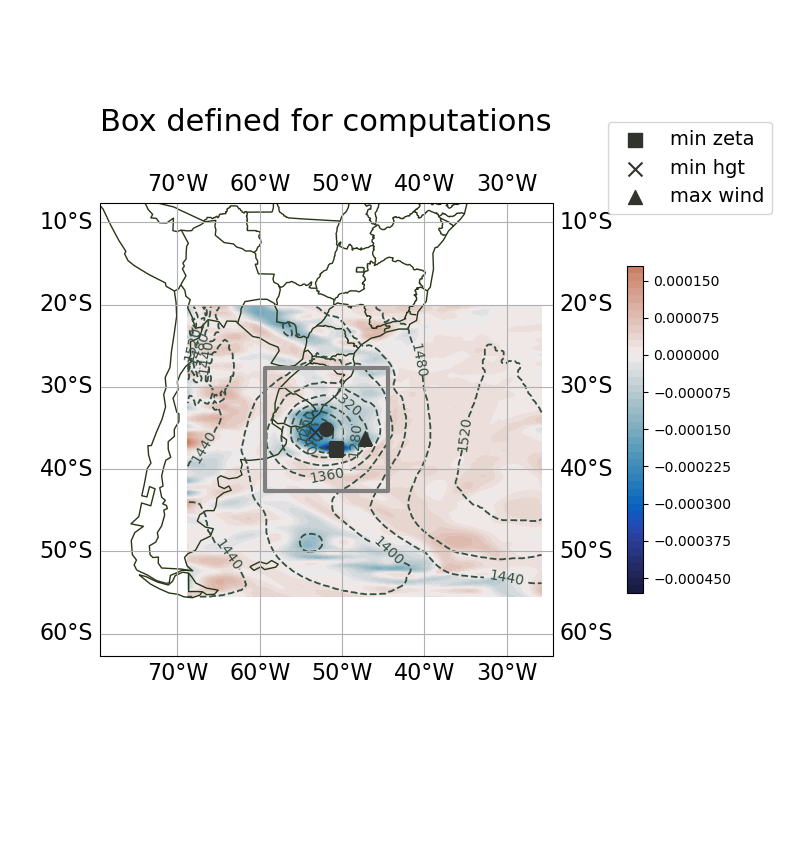 Box defined for computations
min zeta
min hgt
max wind
70°W 60°W 50°W 40°W 30°W
10°S 10°S
20°S 20°S
30°S 30°S
40°S 40°S
50°S 50°S
60°S 60°S
70°W 60°W 50°W 40°W 30°W
1440
1480
1520
1320
1280
1440
1360
1400
1440
1440
0.000150
0.000075
0.000000
−0.000075
−0.000150
−0.000225
−0.000300
−0.000375
−0.000450